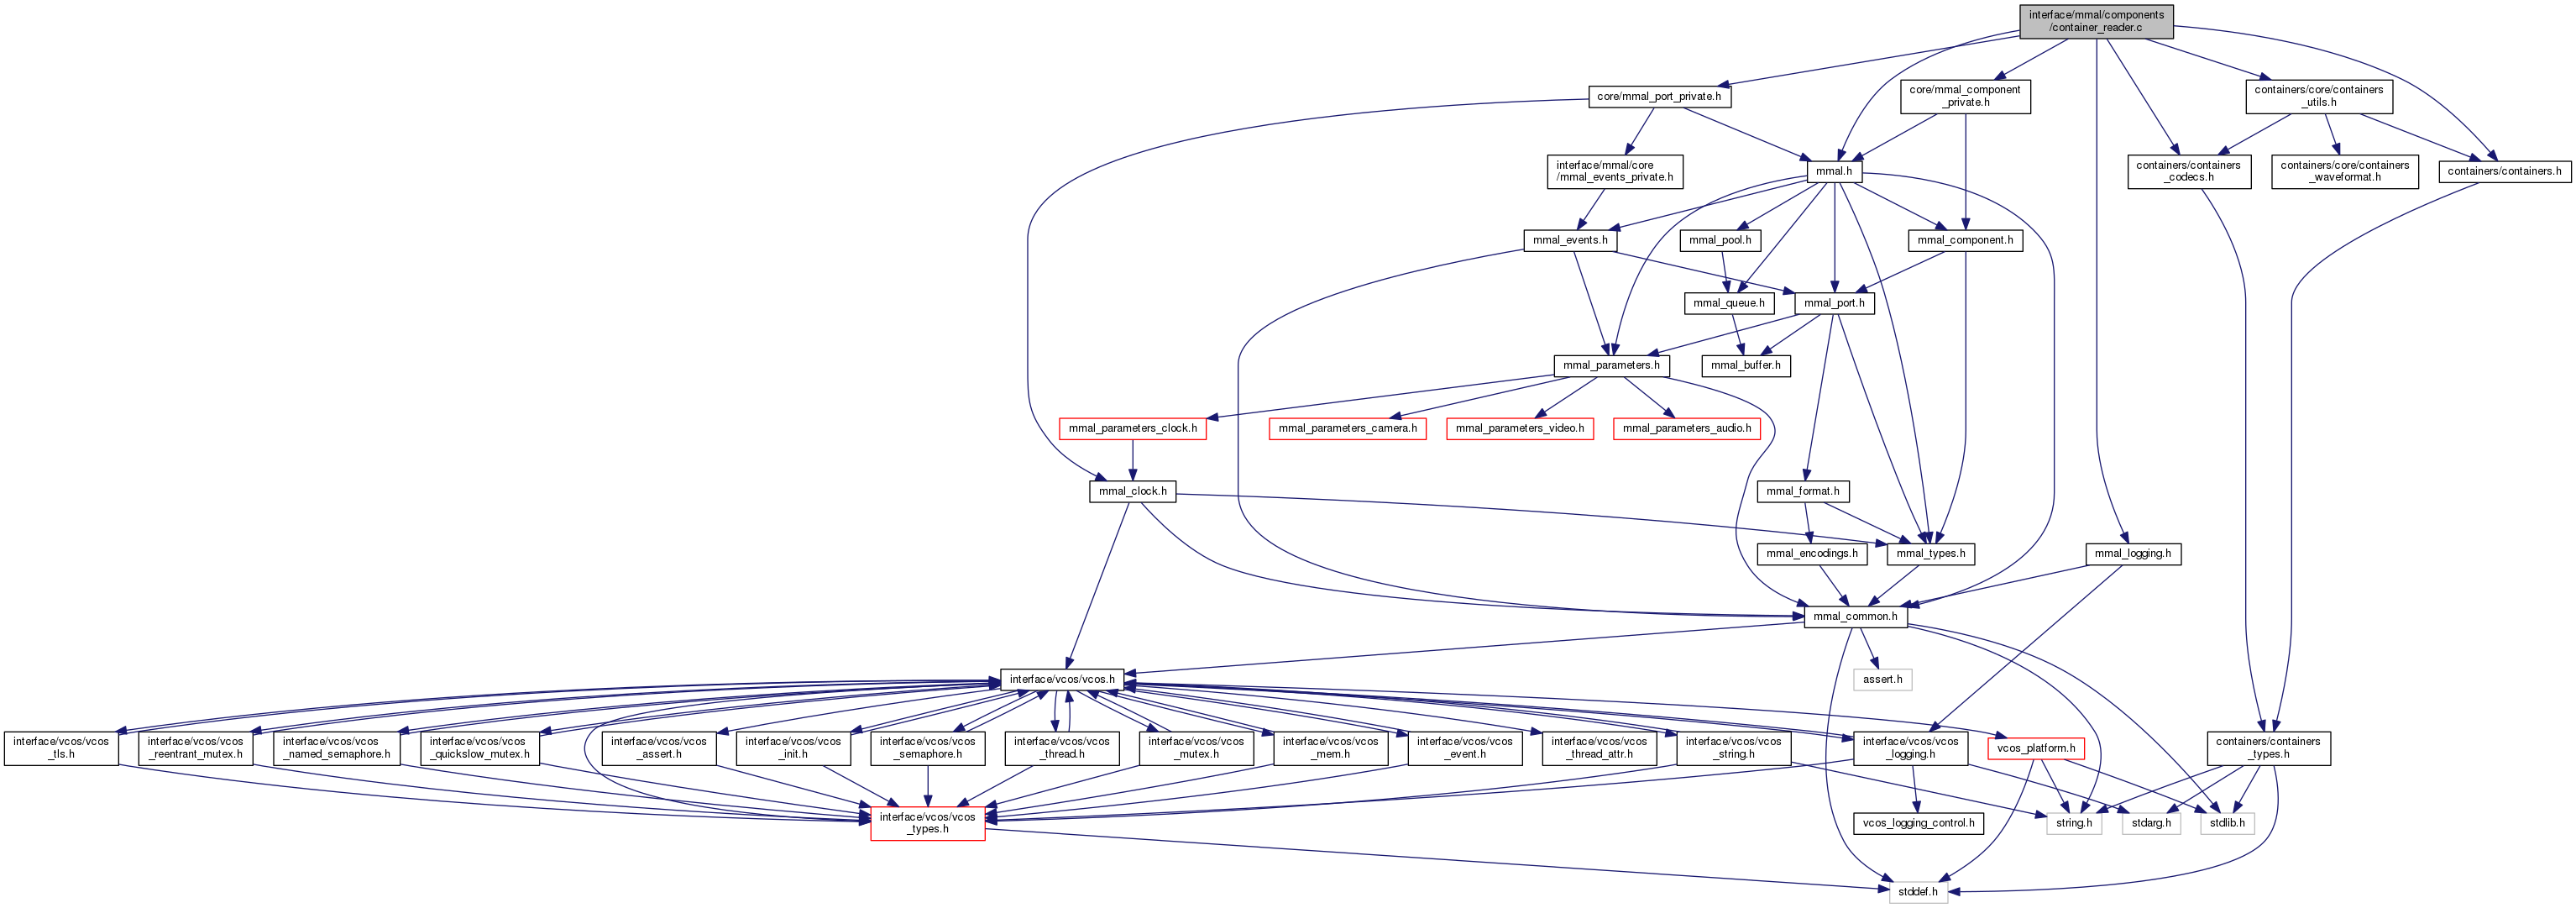 interface/mmal/components
/container_reader.c
core/mmal_port_private.h
core/mmal_component
_private.h
containers/core/containers
_utils.h
interface/mmal/core
/mmal_events_private.h
mmal.h
containers/containers
_codecs.h
containers/core/containers
_waveformat.h
containers/containers.h
mmal_events.h
mmal_pool.h
mmal_component.h
mmal_queue.h
mmal_port.h
mmal_parameters.h
mmal_buffer.h
mmal_parameters_clock.h
mmal_parameters_camera.h
mmal_parameters_video.h
mmal_parameters_audio.h
mmal_clock.h
mmal_format.h
mmal_encodings.h
mmal_types.h
mmal_logging.h
mmal_common.h
interface/vcos/vcos.h
assert.h
interface/vcos/vcos
_tls.h
interface/vcos/vcos
_reentrant_mutex.h
interface/vcos/vcos
_named_semaphore.h
interface/vcos/vcos
_quickslow_mutex.h
interface/vcos/vcos
_assert.h
interface/vcos/vcos
_init.h
interface/vcos/vcos
_semaphore.h
interface/vcos/vcos
_thread.h
interface/vcos/vcos
_mutex.h
interface/vcos/vcos
_mem.h
interface/vcos/vcos
_event.h
interface/vcos/vcos
_thread_attr.h
interface/vcos/vcos
_string.h
interface/vcos/vcos
_logging.h
vcos_platform.h
containers/containers
_types.h
interface/vcos/vcos
_types.h
vcos_logging_control.h
string.h
stdarg.h
stdlib.h
stddef.h